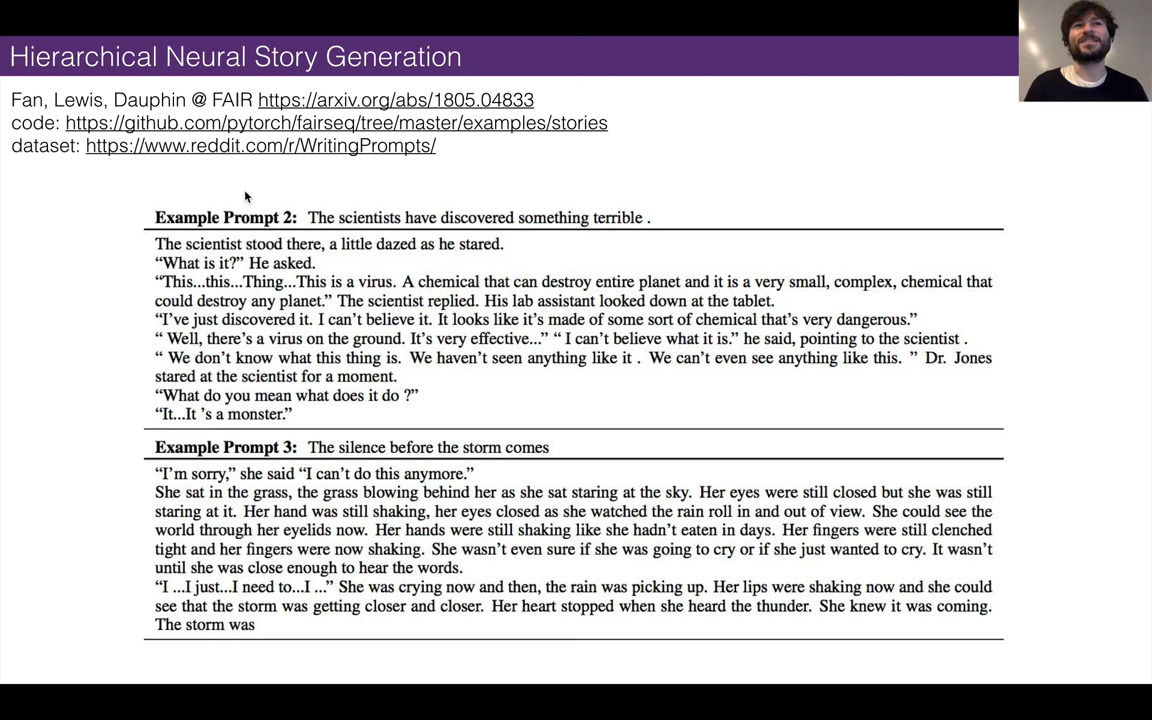 Hierarchical Neural Story Generation
Fan, Lewis, Dauphin @ FAIR https://arxiv.org/abs/1805.04833
code: https://github.com/pytorch/fairseq/tree/master/examples/stories
dataset: https://www.reddit.com/r/WritingPrompts/
Example Prompt 2: The scientists have discovered something terrible .
The scientist stood there, a little dazed as he stared.
“What is it?” He asked.
“This...this...Thing...This is a virus. A chemical that can destroy entire planet and it is a very small, complex, chemical that
could destroy any planet.” The scientist replied. His lab assistant looked down at the tablet.
“I’ve just discovered it. I can’t believe it. It looks like it’s made of some sort of chemical that’s very dangerous.”
“ Well, there’s a virus on the ground. It’s very effective...” “ I can’t believe what it is.” he said, pointing to the scientist .
“ We don’t know what this thing is. We haven’t seen anything like it . We can’t even see anything like this. ” Dr. Jones
stared at the scientist for a moment.
“What do you mean what does it do ?”
“It...It ’s a monster.”
Example Prompt 3: The silence before the storm comes
“I’m sorry,” she said “I can’t do this anymore.”
She sat in the grass, the grass blowing behind her as she sat staring at the sky. Her eyes were still closed but she was still
staring at it. Her hand was still shaking, her eyes closed as she watched the rain roll in and out of view. She could see the
world through her eyelids now. Her hands were still shaking like she hadn’t eaten in days. Her fingers were still clenched
tight and her fingers were now shaking. She wasn’t even sure if she was going to cry or if she just wanted to cry. It wasn’t
until she was close enough to hear the words.
“I ...I just...I need to...I ...” She was crying now and then, the rain was picking up. Her lips were shaking now and she could
see that the storm was getting closer and closer. Her heart stopped when she heard the thunder. She knew it was coming.
The storm was